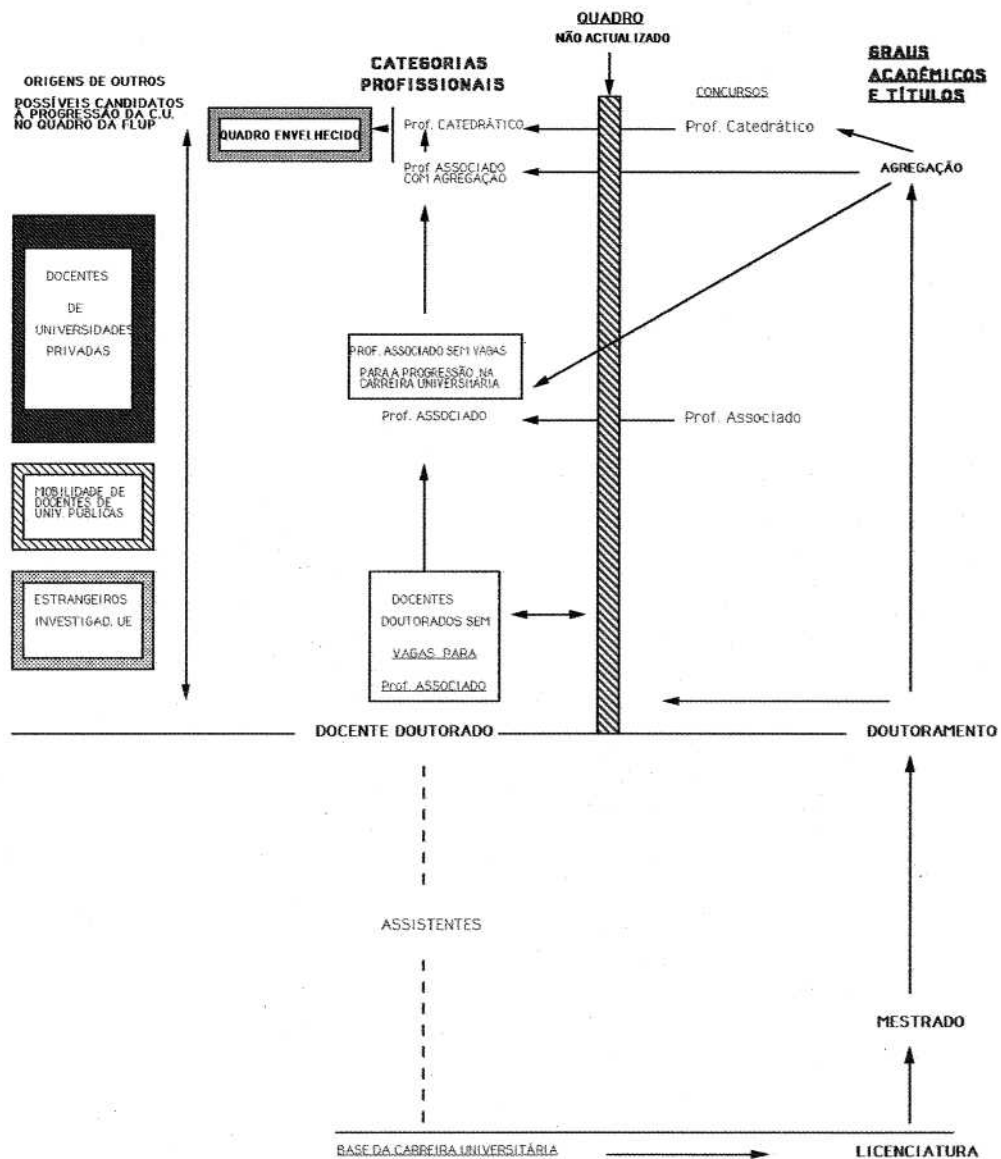 QUADRO
NÃO ACTUALIZADO
CATEGORIAS
PROFISSIONAIS
GRAUS
ACADÊMICOS
E TÍTULOS
ORIGENS DE OUTROS
POSSÍVEIS CANDIDATOS
À PROGRESSÃO DA C.U.
NO QUADRO DA FLUP
CONCURSOS
QUADRO ENVELHECIDO
Prof. CATEDRÁTICO
Prof. Catedrático
Prof ASSOCIADO
COM AGREGAÇÃO
AGREGAÇÃO
DOCENTES
DE
UNIVERSIDADES
PRIVADAS
PROF. ASSOCIADO SEM VAGAS
PARA A PROGRESSÃO NA
CARREIRA UNIVERSITÁRIA
Prof. ASSOCIADO
Prof. Associado
MOBILIDADE DE
DOCENTES DE
UNIV. PÚBLICAS
ESTRANGEIROS
INVESTIGAD. UE
DOCENTES
DOUTORADOS SEM
VAGAS PARA
Prof. ASSOCIADO
DOCENTE DOUTORADO
DOUTORAMENTO
ASSISTENTES
MESTRADO
BASE DA CARREIRA UNIVERSITÁRIA
LICENCIATURA